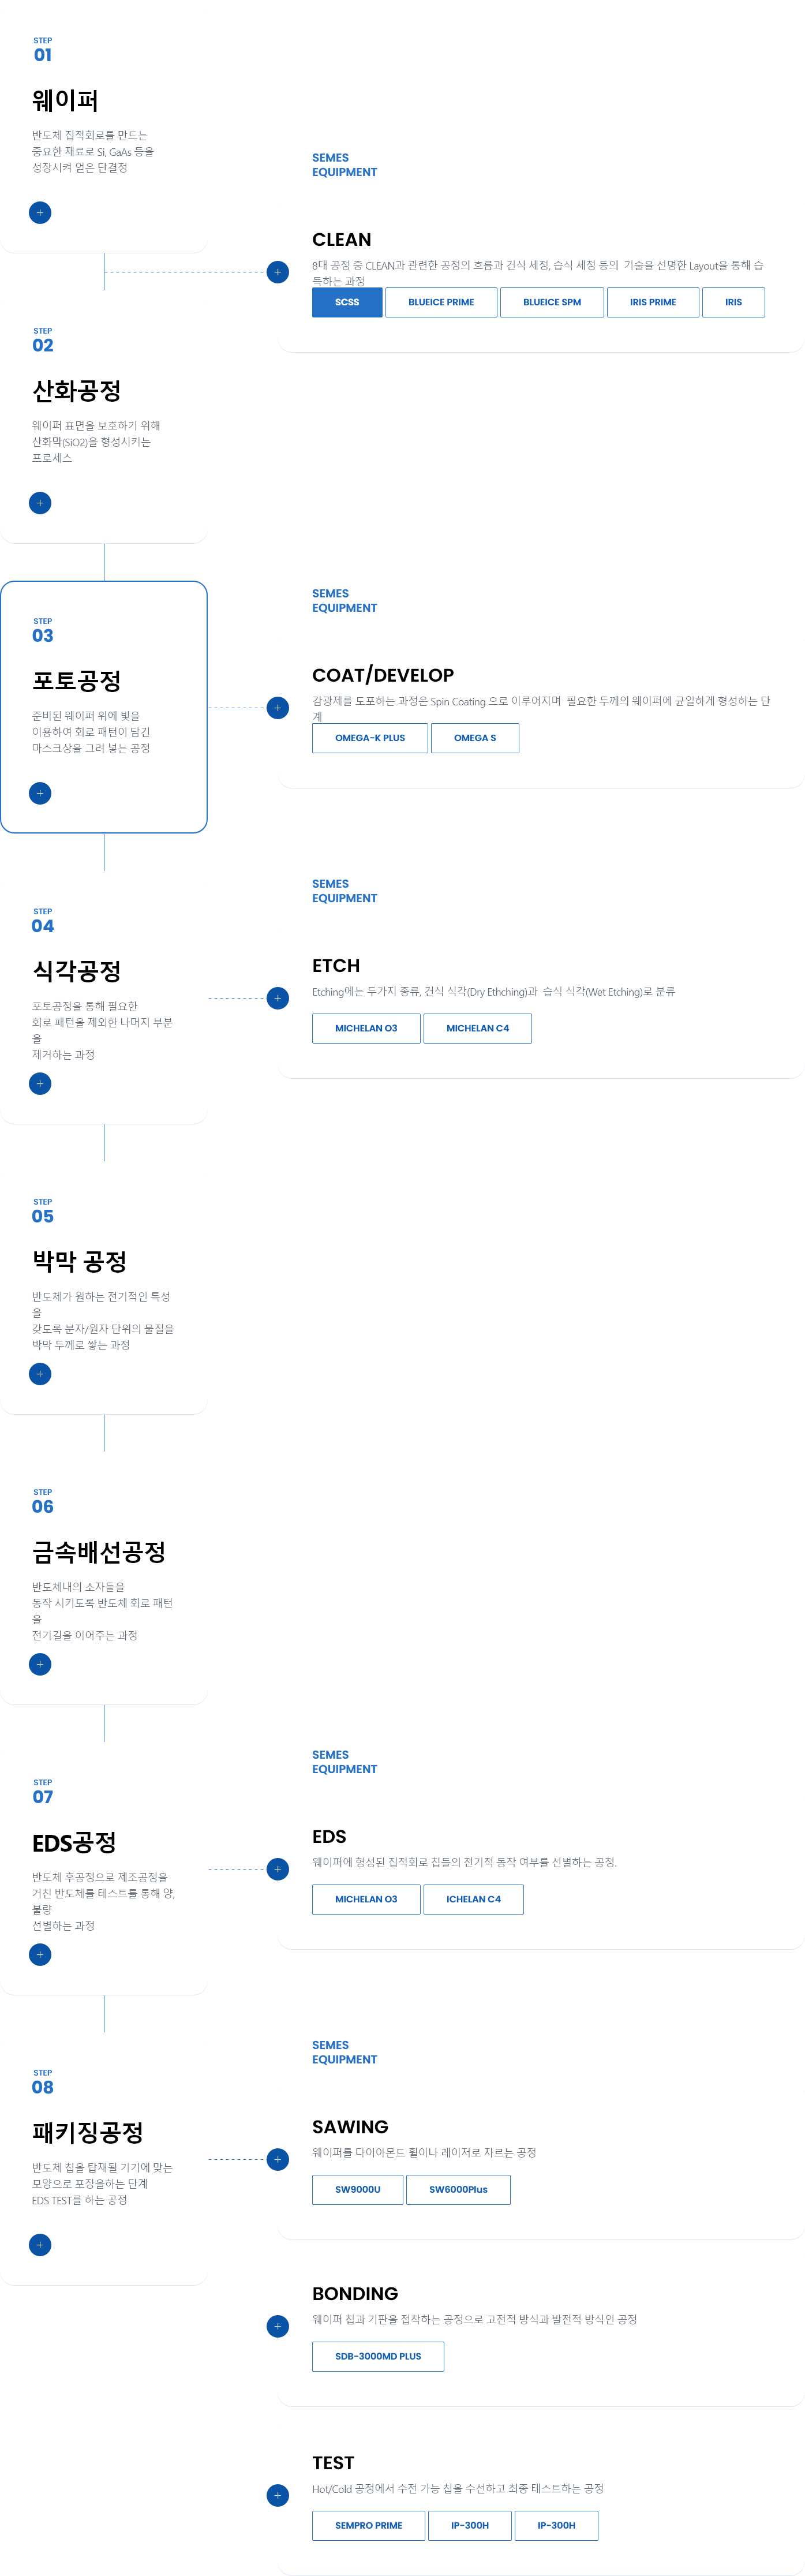 STEP
01
웨이퍼
반도체 집적회로를 만드는
중요한 재료로 Si, GaAs 등을
성장시켜 얻은 단결정
SEMES
EQUIPMENT
CLEAN
8대 공정 중 CLEAN과 관련한 공정의 흐름과 건식 세정, 습식 세정 등의 기술을 선명한 Layout을 통해 습
득하는 과정
SCSS
BLUEICE PRIME
BLUEICE SPM
IRIS PRIME
IRIS
STEP
02
산화공정
웨이퍼 표면을 보호하기 위해
산화막(SiO2)을 형성시키는
프로세스
STEP
03
포토공정
준비된 웨이퍼 위에 빛을
이용하여 회로 패턴이 담긴
마스크상을 그려 넣는 공정
SEMES
EQUIPMENT
COAT/DEVELOP
감광제를 도포하는 과정은 Spin Coating 으로 이루어지며 필요한 두께의 웨이퍼에 균일하게 형성하는 단
계
OMEGA-K PLUS
OMEGA S
STEP
04
식각공정
포토공정을 통해 필요한
회로 패턴을 제외한 나머지 부분
을
제거하는 과정
SEMES
EQUIPMENT
ETCH
Etching에는 두가지 종류, 건식 식각(Dry Ethching)과 습식 식각(Wet Etching)로 분류
MICHELAN O3
MICHELAN C4
STEP
05
박막 공정
반도체가 원하는 전기적인 특성
을
갖도록 분자/원자 단위의 물질을
박막 두께로 쌓는 과정
STEP
06
금속배선공정
반도체내의 소자들을
동작 시키도록 반도체 회로 패턴
을
전기길을 이어주는 과정
STEP
07
EDS공정
반도체 후공정으로 제조공정을
거친 반도체를 테스트를 통해 양,
불량
선별하는 과정
SEMES
EQUIPMENT
EDS
웨이퍼에 형성된 집적회로 칩들의 전기적 동작 여부를 선별하는 공정.
MICHELAN O3
ICHELAN C4
STEP
08
패키징공정
반도체 칩을 탑재될 기기에 맞는
모양으로 포장을하는 단계
EDS TEST를 하는 공정
SEMES
EQUIPMENT
SAWING
웨이퍼를 다이아몬드 휠이나 레이저로 자르는 공정
SW9000U
SW6000Plus
BONDING
웨이퍼 칩과 기판을 접착하는 공정으로 고전적 방식과 발전적 방식인 공정
SDB-3000MD PLUS
TEST
Hot/Cold 공정에서 수전 가능 칩을 수선하고 최종 테스트하는 공정
SEMPRO PRIME
IP-300H
IP-300H